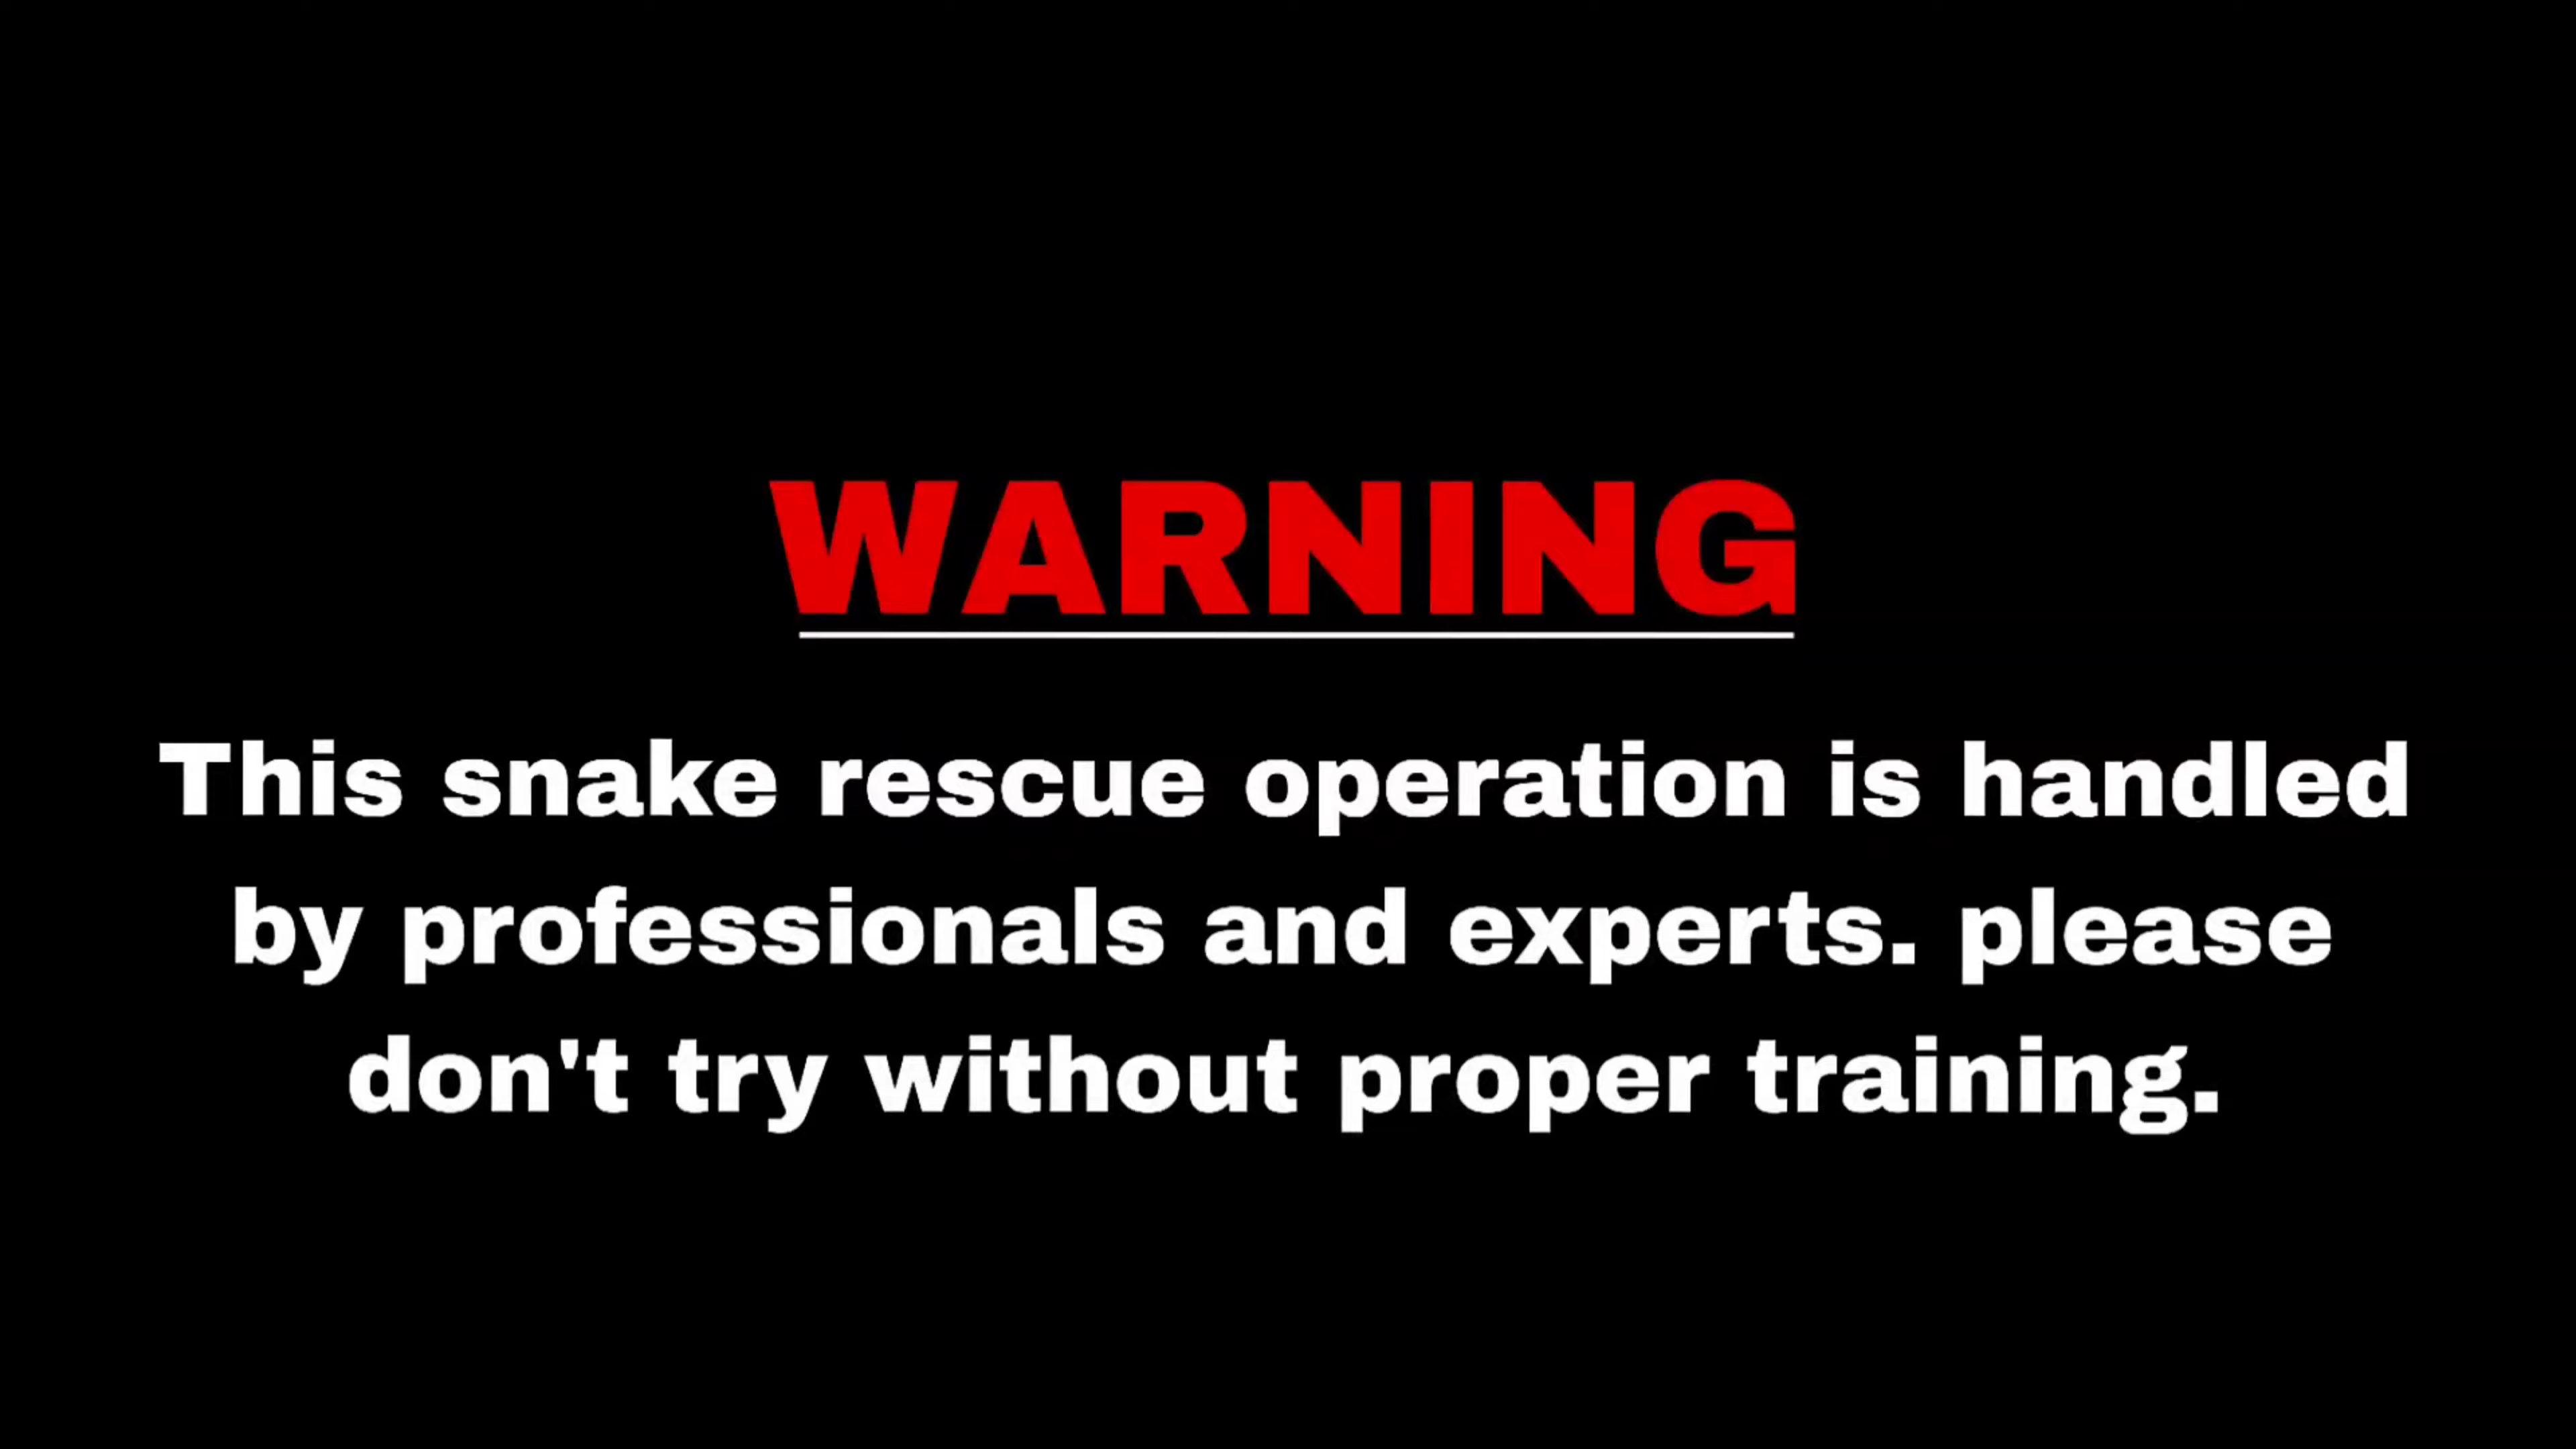 WARNING
This snake rescue operation is handled
by professionals and experts. please
don't try without proper training.